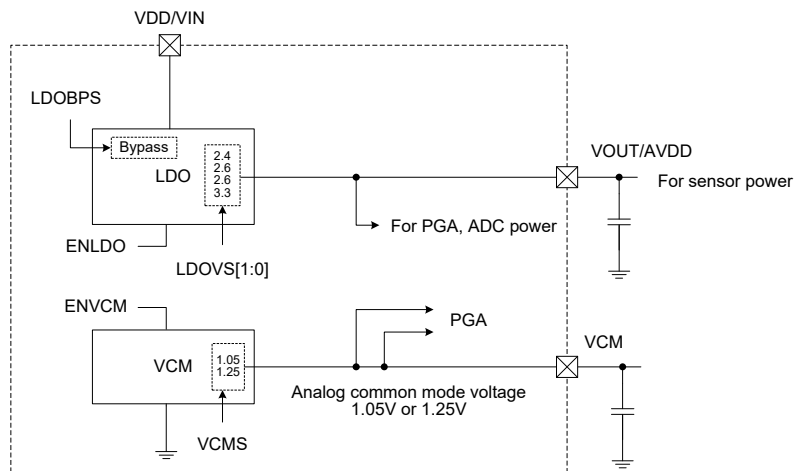 VDD/VIN
LDOBPS
Bypass
LDO
2.4
2.6
2.6
3.3
VOUT/AVDD
For sensor power
For PGA, ADC power
ENLDO
LDOVS[1:0]
ENVCM
PGA
VCM
1.05
1.25
VCM
Analog common mode voltage
1.05V or 1.25V
VCMS